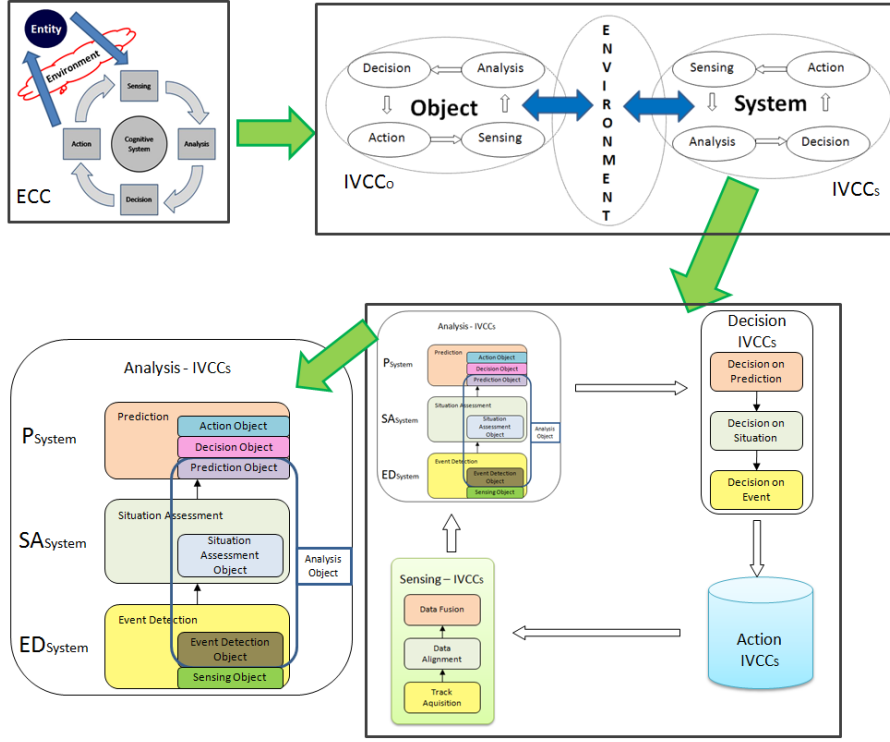 Entity
Environment
Sensing
Action
Cognitive
System
Analysis
Decision
ECC
Decision
Analysis
Object
Action
Sensing
IVCCO
ENVIRONMENT
Sensing
Action
System
Analysis
Decision
IVCCS
Analysis - IVCCs
Prediction
PSystem
Action Object
Decision Object
Prediction Object
SASystem
Situation Assessment
Situation
Assessment
Object
Analysis
Object
EDSystem
Event Detection
Event Detection
Object
Sensing Object
Analysis - IVCCs
Prediction
PSystem
Action Object
Decision Object
Prediction Object
Situation Assessment
SASystem
Situation
Assessment
Object
Analysis
Object
Event Detection
EDSystem
Event Detection
Object
Sensing Object
Decision
IVCCs
Decision on
Prediction
Decision on
Situation
Decision on
Event
Sensing – IVCCs
Data Fusion
Data
Alignment
Track
Aquisition
Action
IVCCs